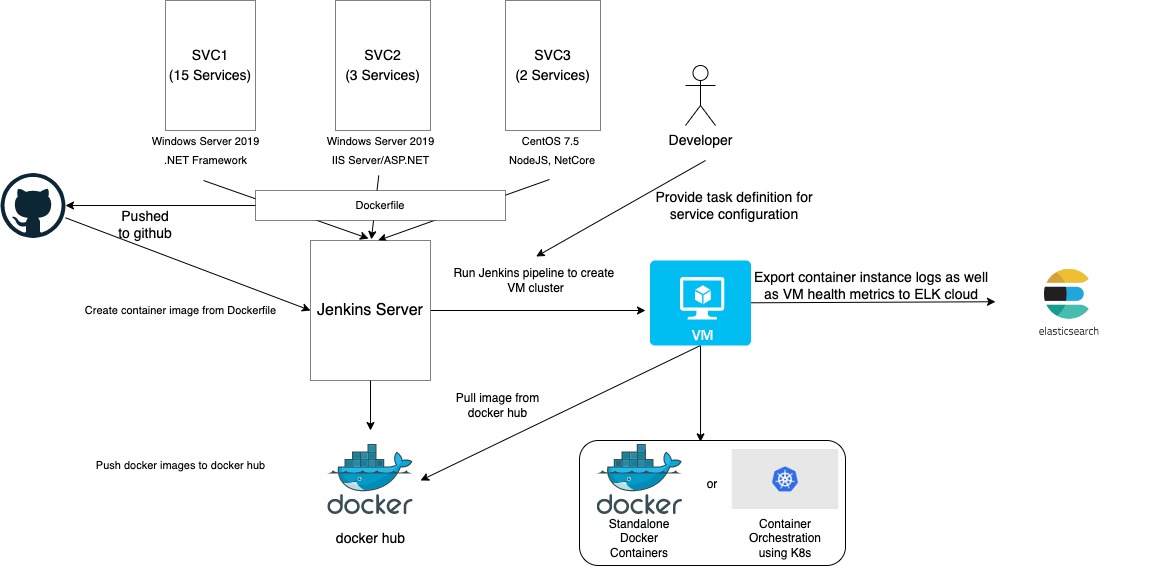 SVC1
(15 Services)
SVC2
(3 Services)
SVC3
(2 Services)
Windows Server 2019
.NET Framework
Windows Server 2019
IIS Server/ASP.NET
CentOS 7.5
NodeJS, NetCore
Developer
Dockerfile
Provide task definition for
service configuration
Pushed
to github
Run Jenkins pipeline to create
VM cluster
Create container image from Dockerfile
Jenkins Server
VM
Export container instance logs as well
as VM health metrics to ELK cloud
elasticsearch
Pull image from
docker hub
Push docker images to docker hub
docker
docker hub
docker
Standalone
Docker
Containers
or
Container
Orchestration
using K8s